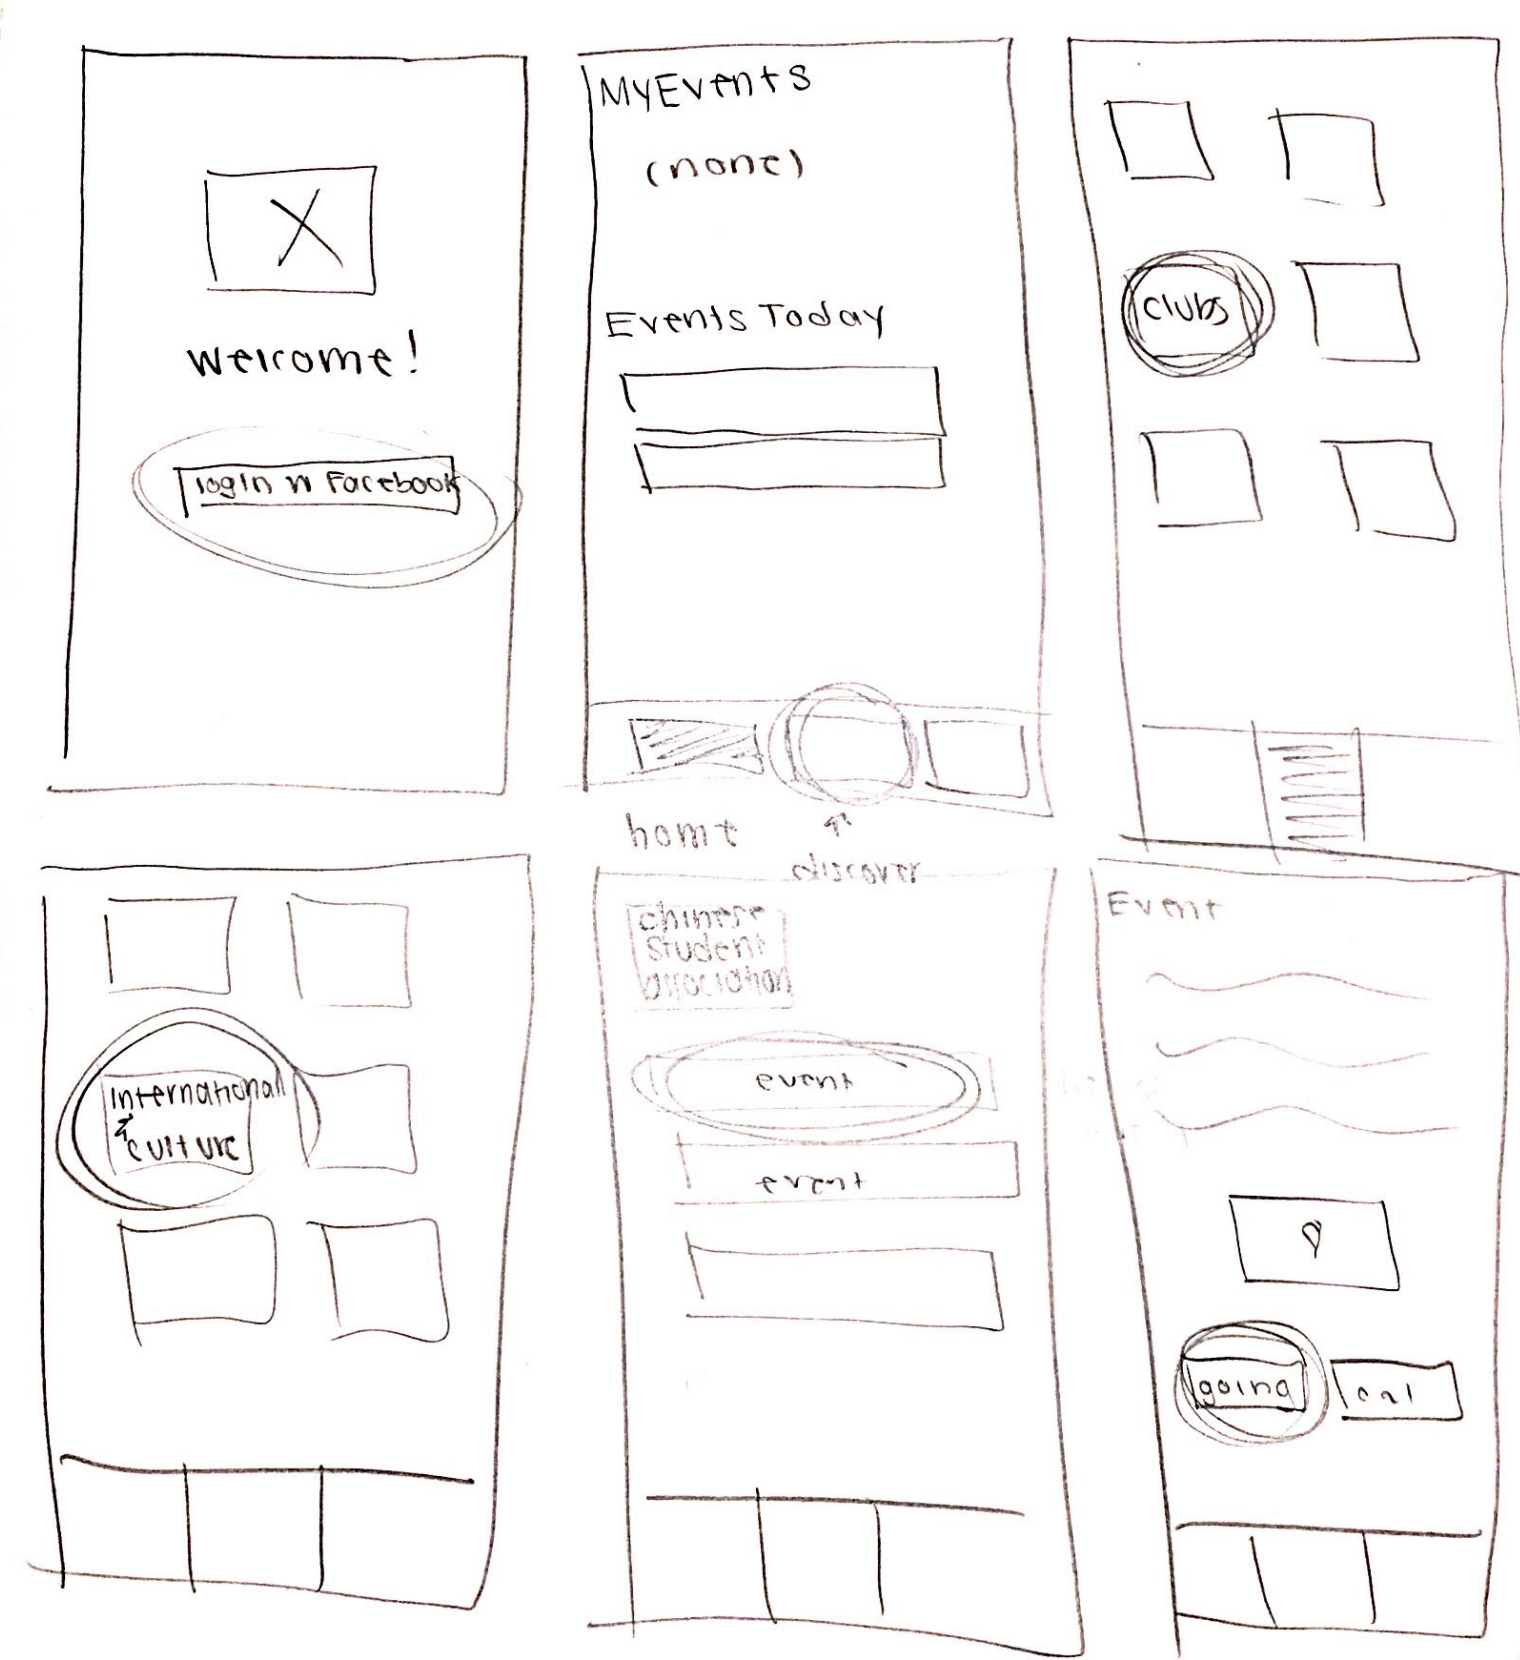 Welcome!
login w Facebook
MyEvents
(none)
Events Today
home
discover
clubs
International
& culture
chinese
student
association
event
event
Event
going
cal